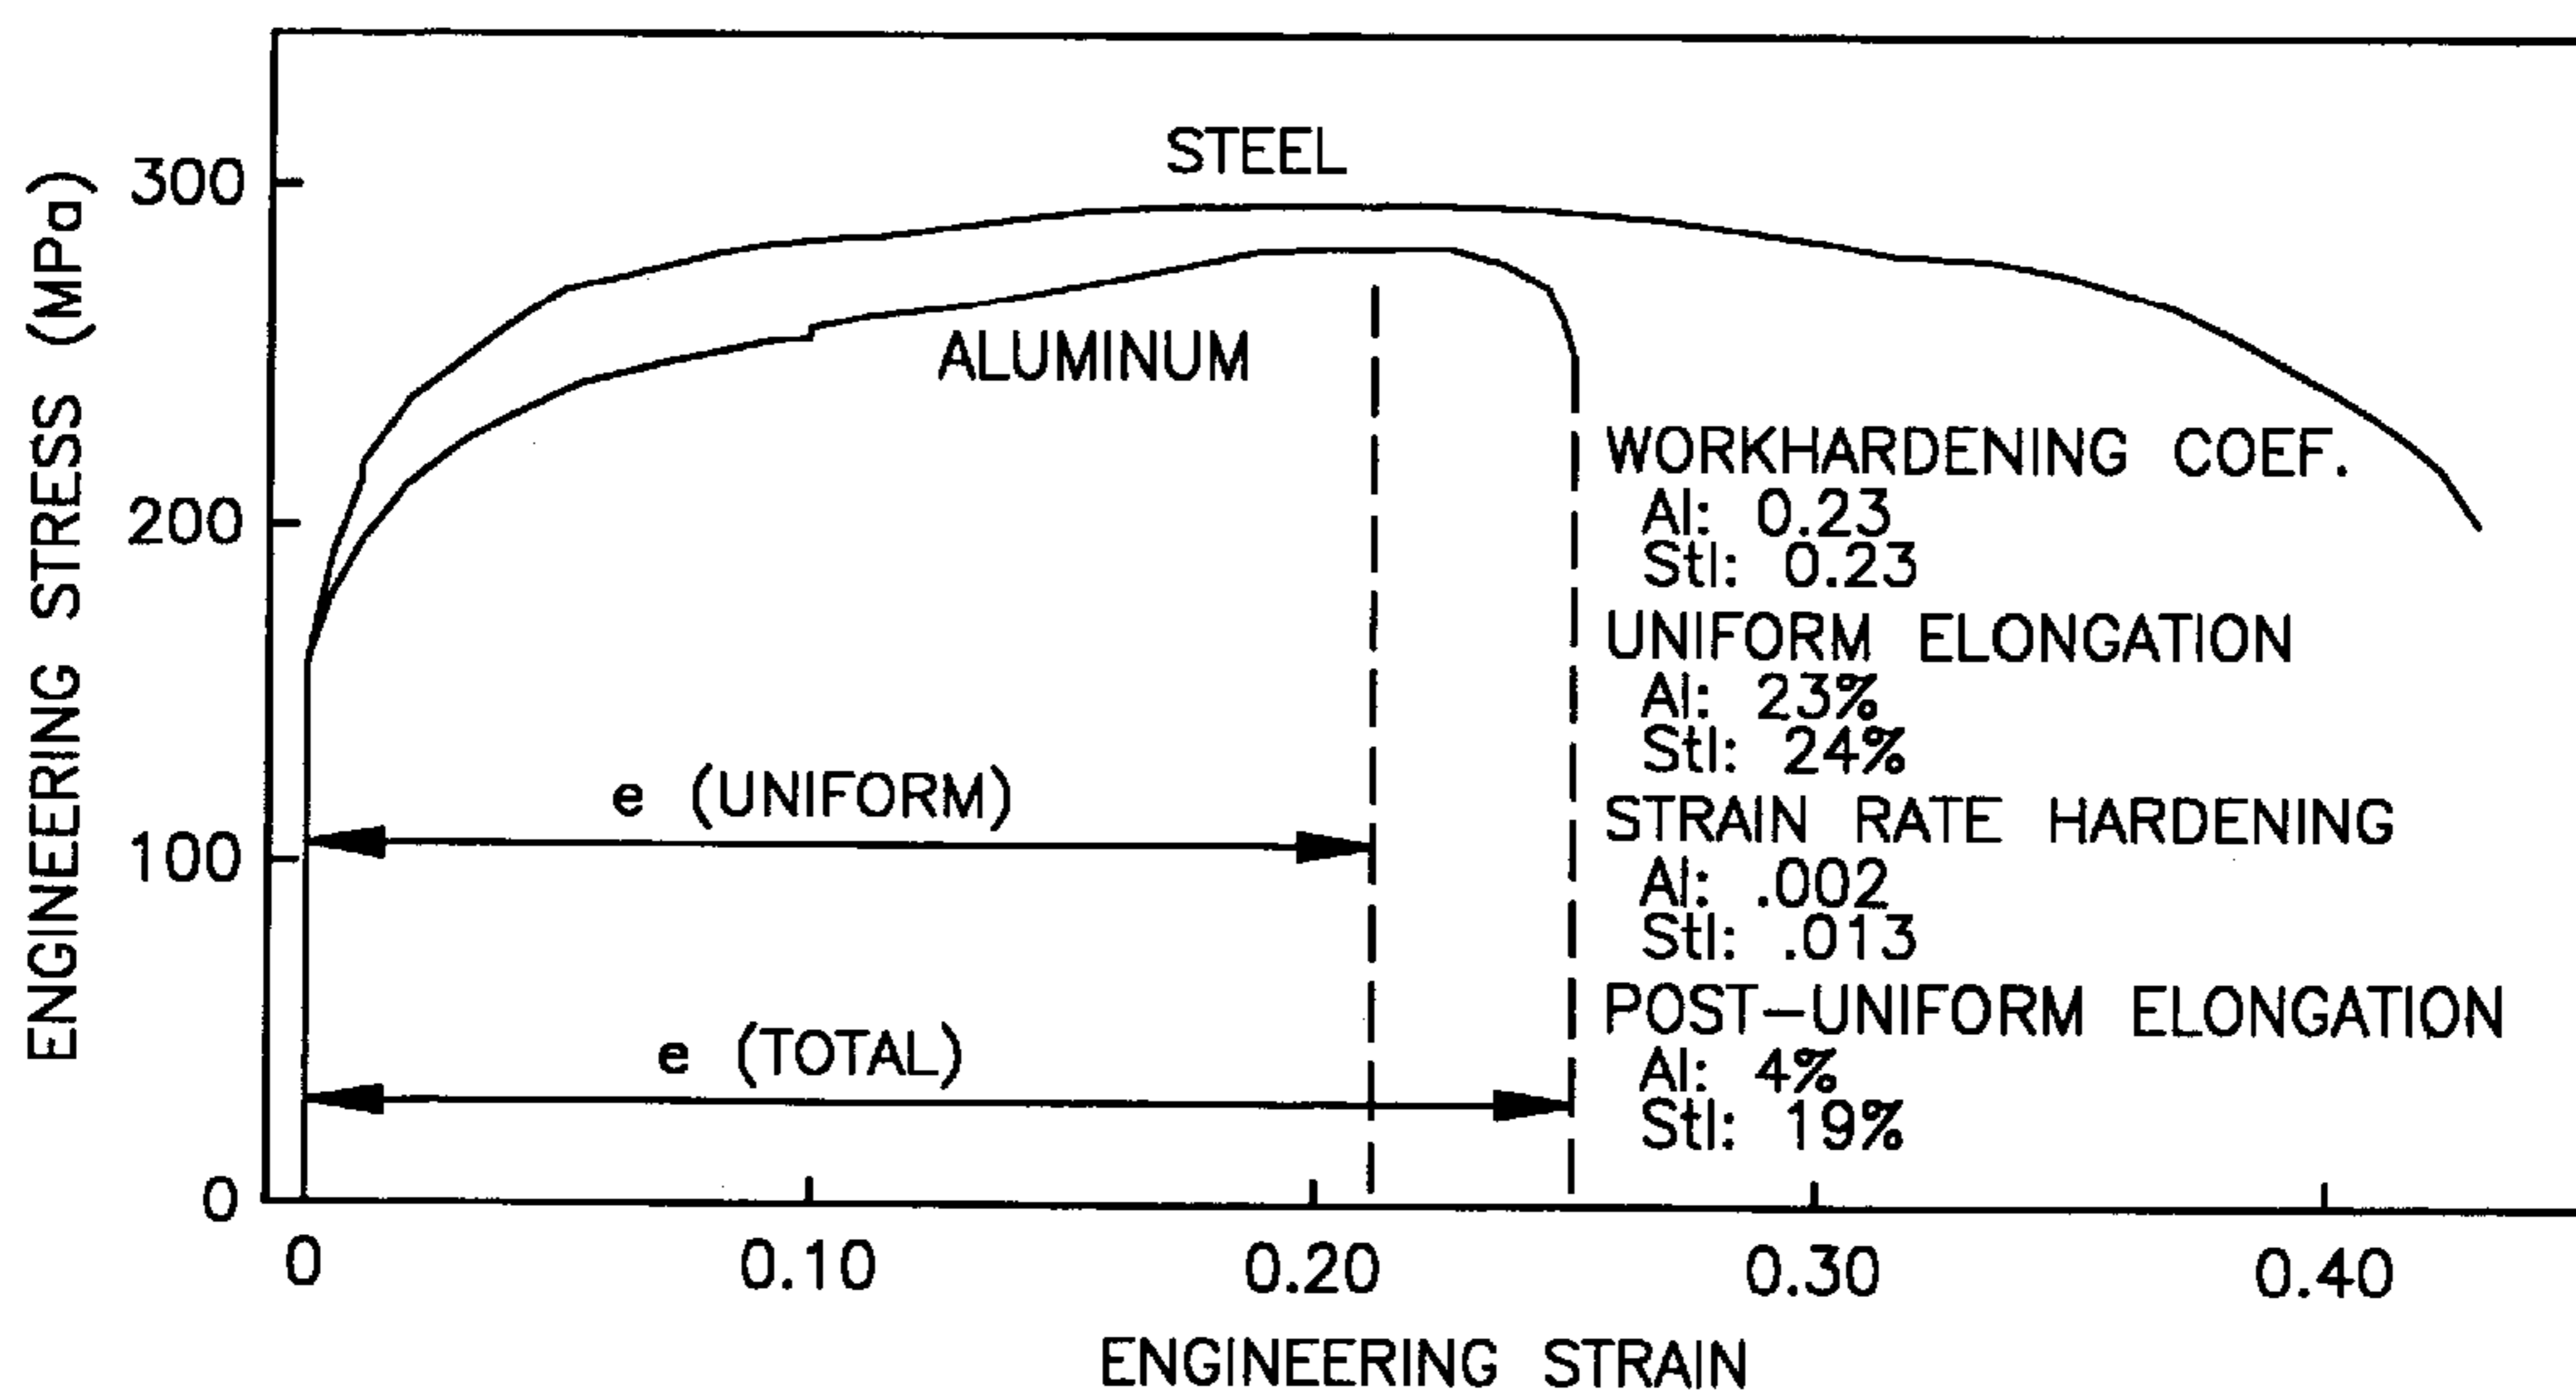 ENGINEERING STRESS (MPa)
300
200
100
0
STEEL
ALUMINUM
WORKHARDENING COEF.
Al: 0.23
Stl: 0.23
UNIFORM ELONGATION
Al: 23%
Stl: 24%
STRAIN RATE HARDENING
Al: .002
Stl: .013
POST-UNIFORM ELONGATION
Al: 4%
Stl: 19%
e (UNIFORM)
e (TOTAL)
0 0.10 0.20 0.30 0.40
ENGINEERING STRAIN